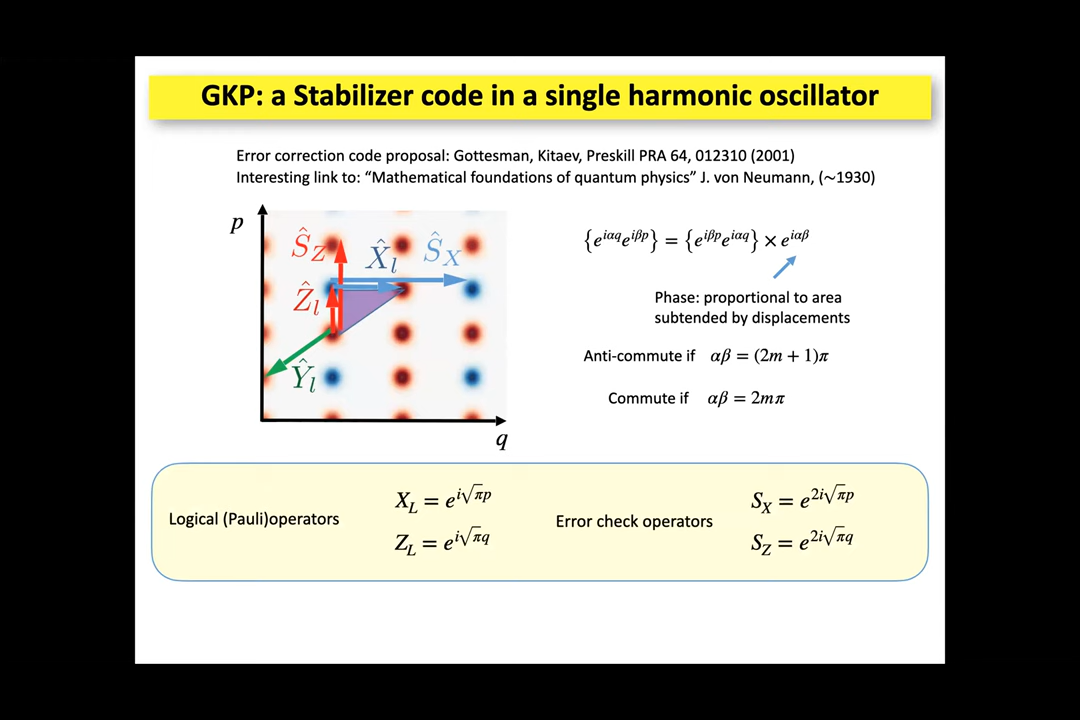 GKP: a Stabilizer code in a single harmonic oscillator
Error correction code proposal: Gottesman, Kitaev, Preskill PRA 64, 012310 (2001)
Interesting link to: “Mathematical foundations of quantum physics” J. von Neumann, (~1930)
p
Ŝ_Z
X̂_l
Ŝ_X
Ẑ_l
Ŷ_l
q
{e^{iαq}e^{iβp}} = {e^{iβp}e^{iαq}} × e^{iαβ}
Phase: proportional to area
subtended by displacements
Anti-commute if αβ = (2m + 1)π
Commute if αβ = 2mπ
Logical (Pauli)operators
X_L = e^{i√πp}
Z_L = e^{i√πq}
Error check operators
S_X = e^{2i√πp}
S_Z = e^{2i√πq}